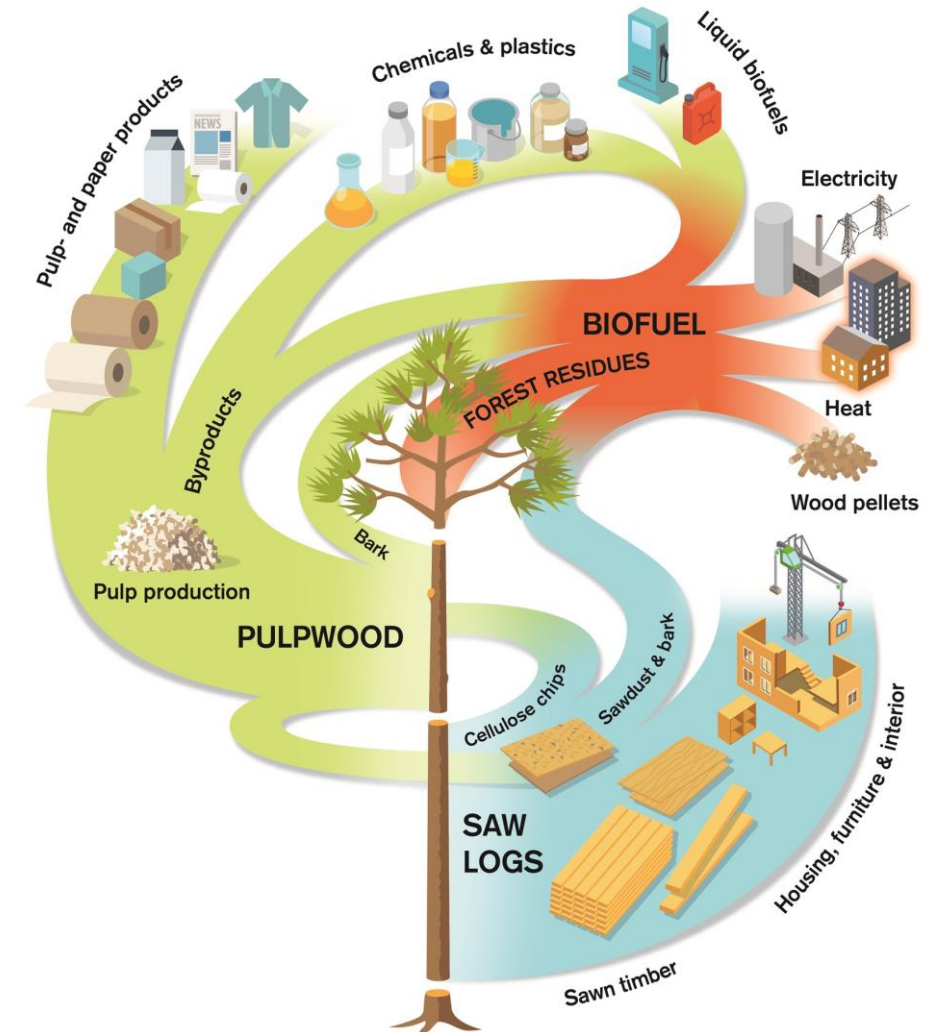 Chemicals & plastics
Liquid biofuels
Pulp- and paper products
NEWS
Electricity
BIOFUEL
FOREST RESIDUES
Heat
Byproducts
Wood pellets
Bark
Pulp production
PULPWOOD
Cellulose chips
Sawdust & bark
Housing, furniture & interior
SAW
LOGS
Sawn timber